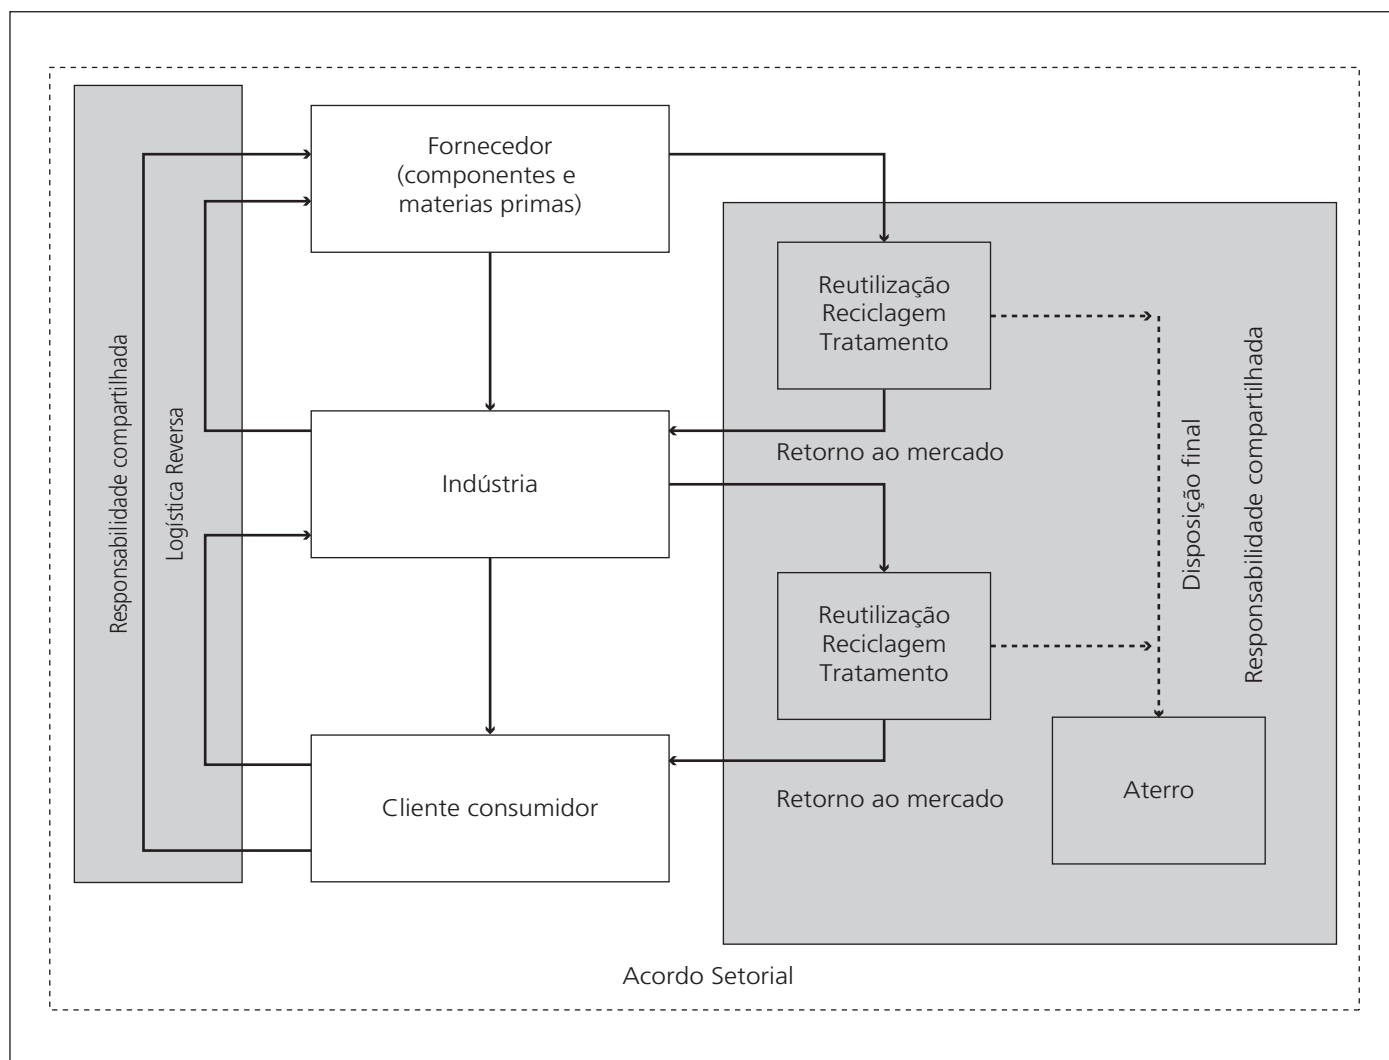 Fornecedor
(componentes e
materias primas)
Reutilização
Reciclagem
Tratamento
Retorno ao mercado
Indústria
Reutilização
Reciclagem
Tratamento
Retorno ao mercado
Cliente consumidor
Aterro
Responsabilidade compartilhada
Logística Reversa
Disposição final
Responsabilidade compartilhada
Acordo Setorial